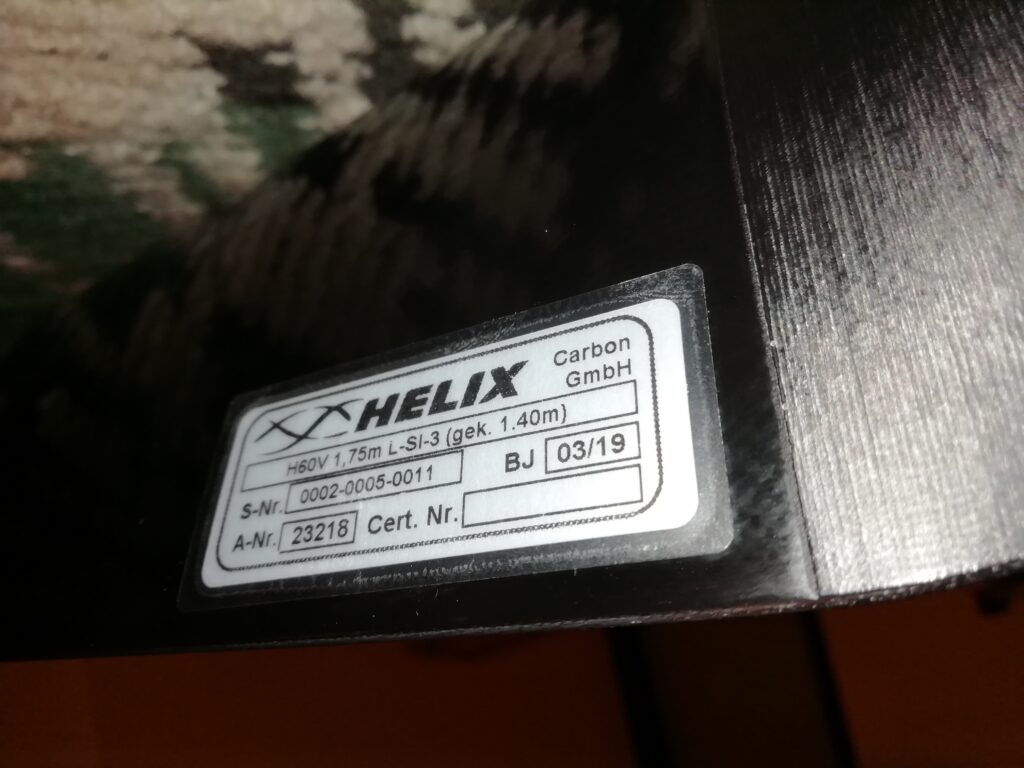 HELIX Carbon
GmbH
H60V 1,75m L-SI-3 (gek. 1.40m)
S-Nr. 0002-0005-0011 BJ 03/19
A-Nr. 23218 Cert. Nr.